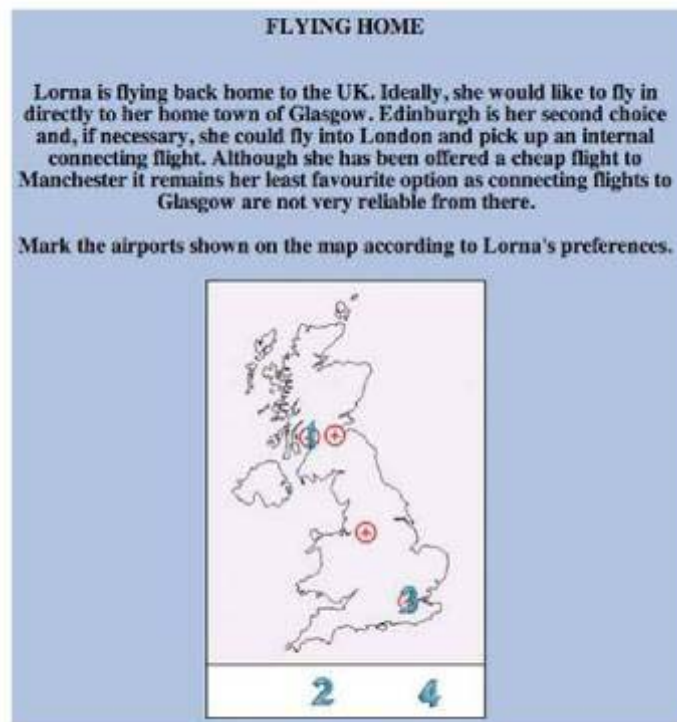 FLYING HOME
Lorna is flying back home to the UK. Ideally, she would like to fly in
directly to her home town of Glasgow. Edinburgh is her second choice
and, if necessary, she could fly into London and pick up an internal
connecting flight. Although she has been offered a cheap flight to
Manchester it remains her least favourite option as connecting flights to
Glasgow are not very reliable from there.
Mark the airports shown on the map according to Lorna's preferences.
1
3
2 4